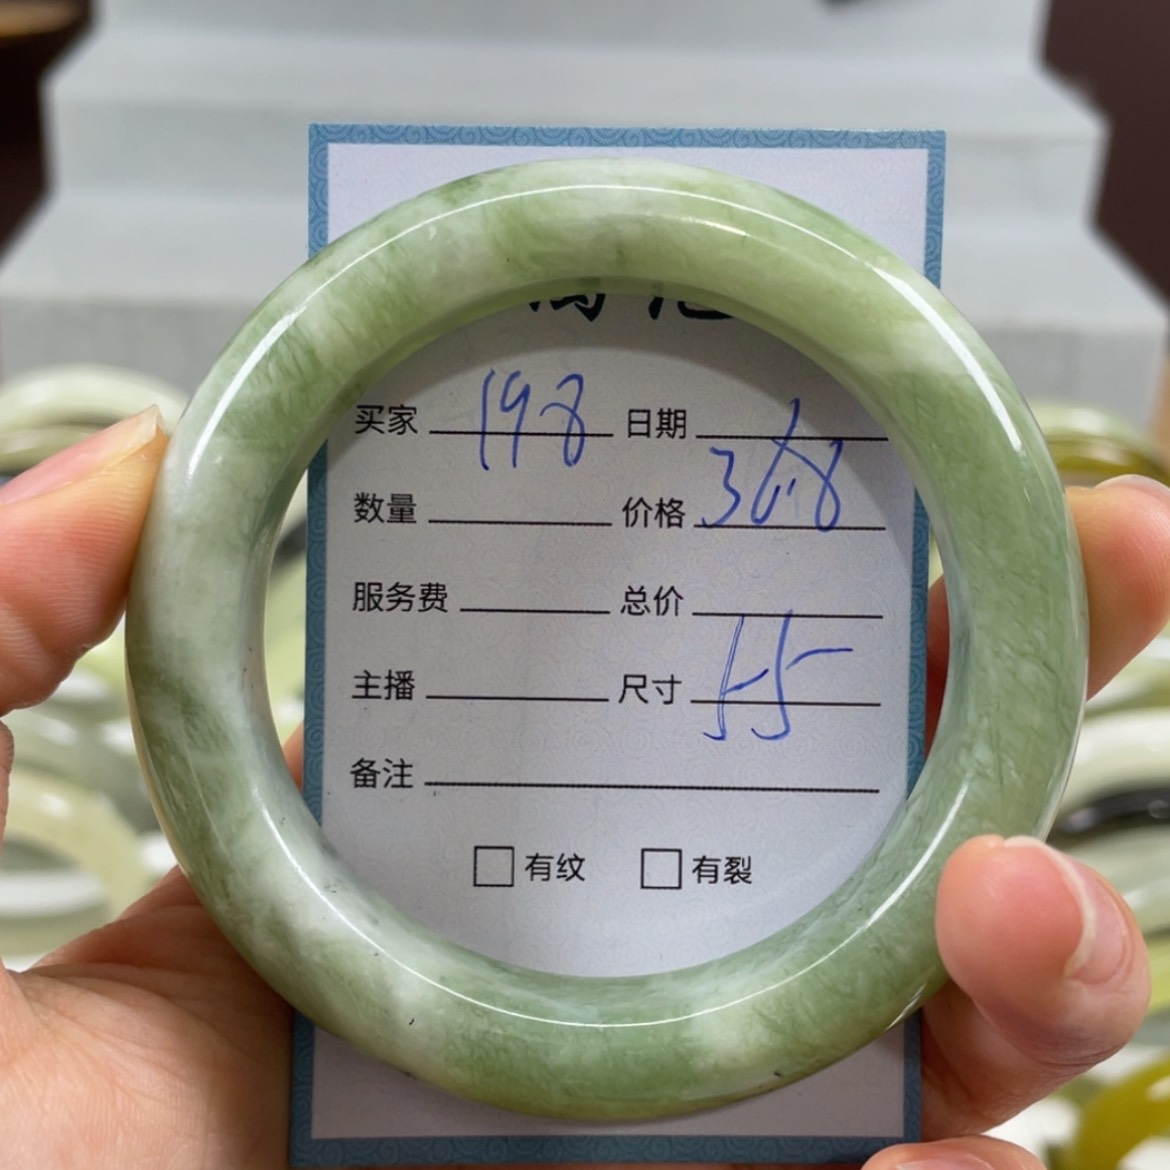 买家 198 日期
数量 价格
服务费 总价
主播 尺寸 55
备注
□ 有纹 □ 有裂